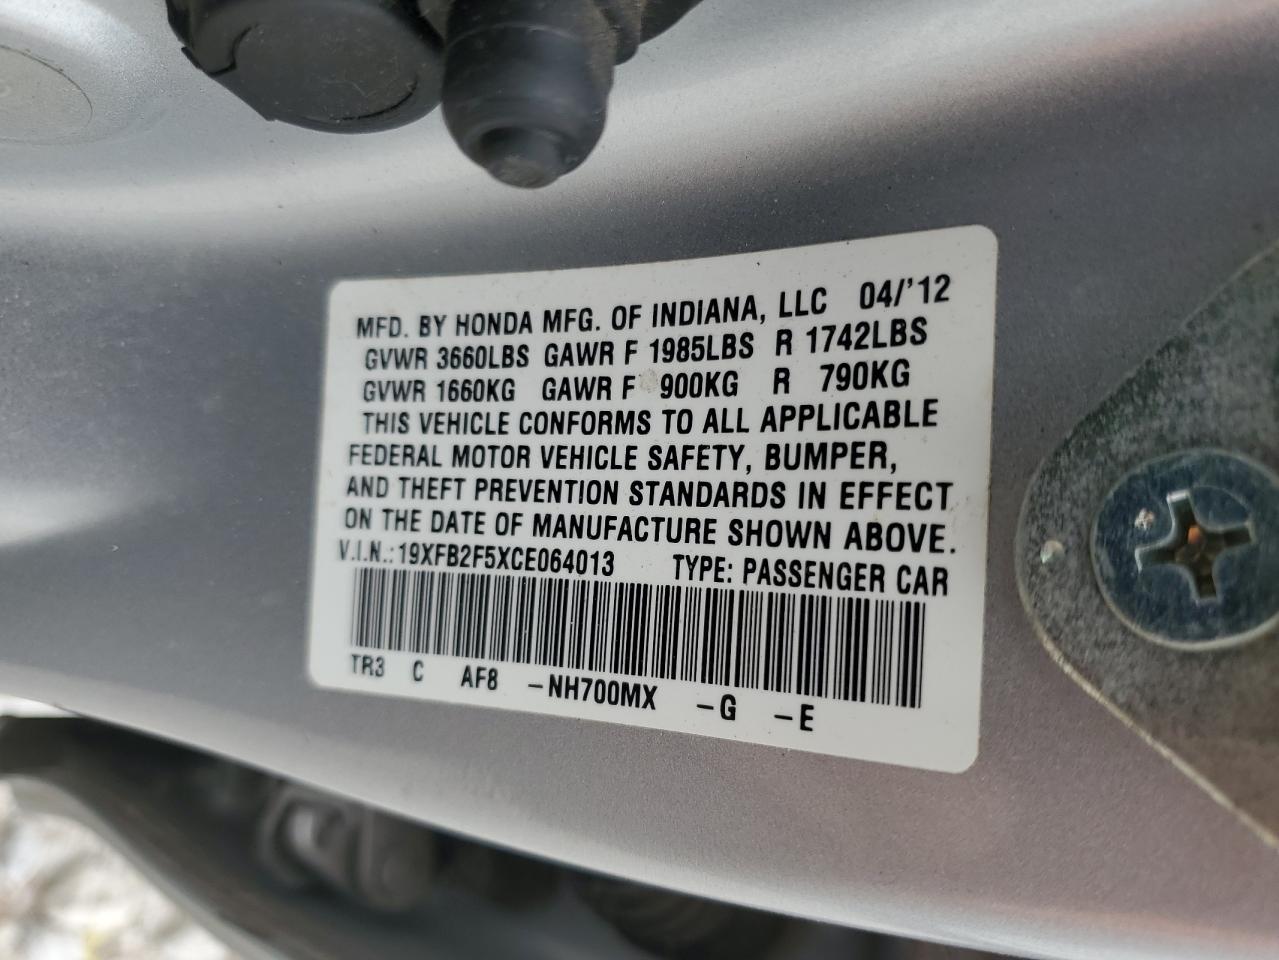 MFD. BY HONDA MFG. OF INDIANA, LLC 04/'12
GVWR 3660LBS GAWR F 1985LBS R 1742LBS
GVWR 1660KG GAWR F 900KG R 790KG
THIS VEHICLE CONFORMS TO ALL APPLICABLE
FEDERAL MOTOR VEHICLE SAFETY, BUMPER,
AND THEFT PREVENTION STANDARDS IN EFFECT
ON THE DATE OF MANUFACTURE SHOWN ABOVE.
V.I.N.: 19XFB2F5XCE064013 TYPE: PASSENGER CAR
TR3 C AF8 -NH700MX -G -E